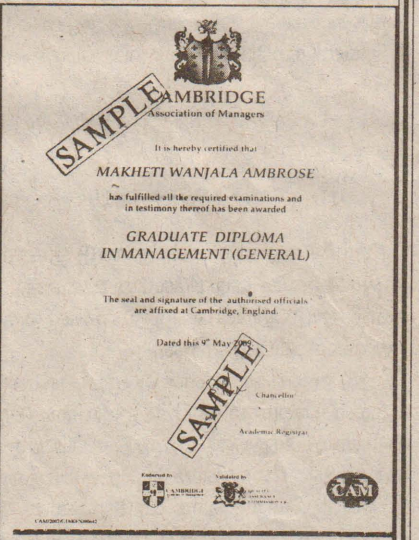 CAMBRIDGE
Association of Managers
SAMPLE
It is hereby certified that
MAKHETI WANJALA AMBROSE
has fulfilled all the required examinations and
in testimony thereof has been awarded
GRADUATE DIPLOMA
IN MANAGEMENT (GENERAL)
The seal and signature of the authorised officials
are affixed at Cambridge, England.
Dated this 9th May 2009
SAMPLE
Chancellor
Academic Registrar
Endorsed by
Validated by
CAMBRIDGE
CAM